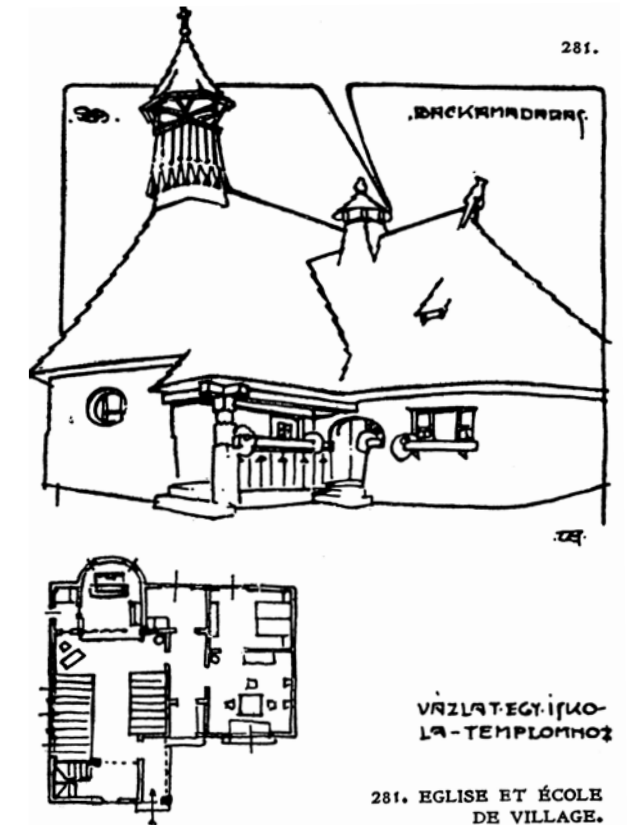 281.
BACKAMADARAS
VÁZLAT·EGY·ISKO-
LA-TEMPLOMHOZ
281. EGLISE ET ÉCOLE
DE VILLAGE.